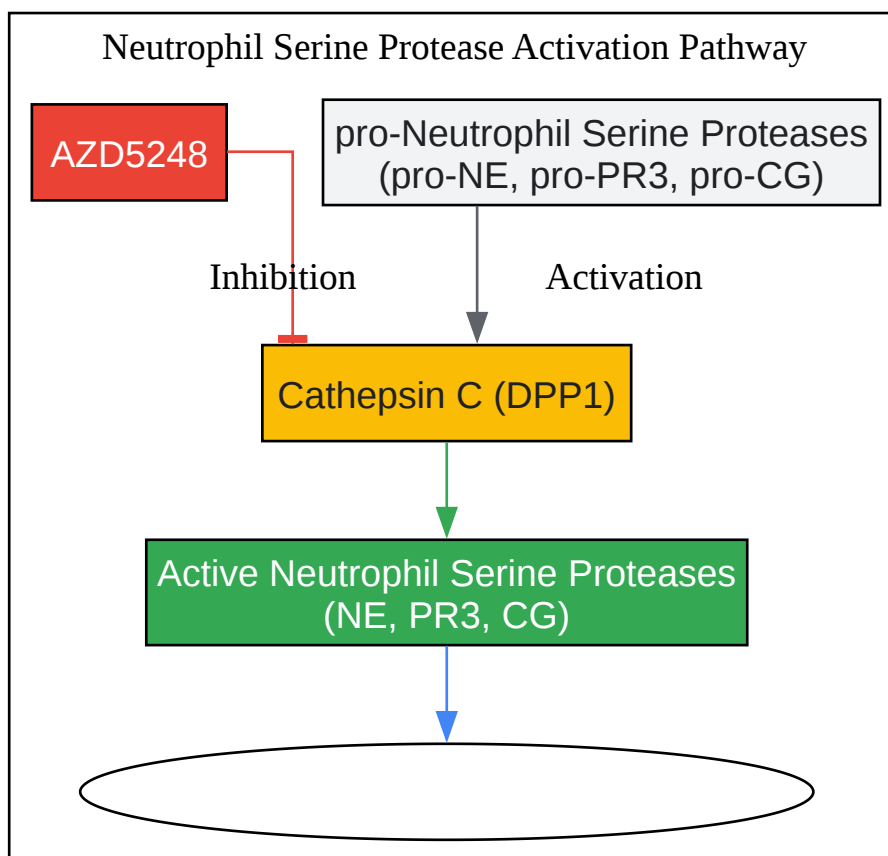 Neutrophil Serine Protease Activation Pathway
AZD5248
pro-Neutrophil Serine Proteases
(pro-NE, pro-PR3, pro-CG)
Inhibition
Activation
Cathepsin C (DPP1)
Active Neutrophil Serine Proteases
(NE, PR3, CG)